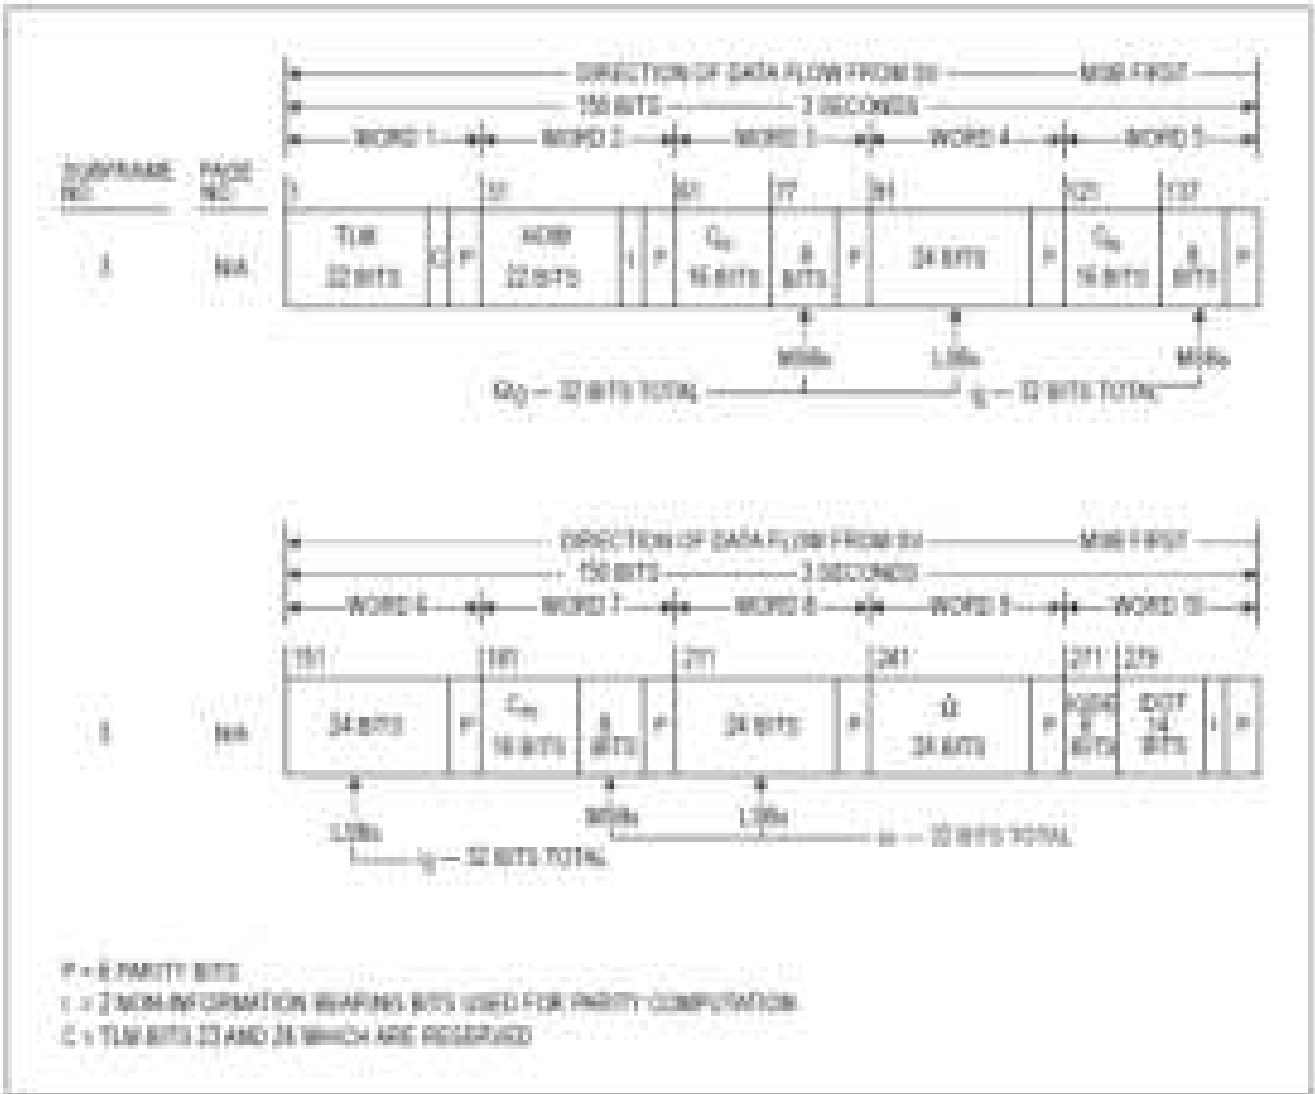 DIRECTION OF DATA FLOW FROM SV MSB FIRST
150 BITS 3 SECONDS
WORD 1 WORD 2 WORD 3 WORD 4 WORD 5
SUBFRAME NO. PAGE NO.
1 31 61 77 91 121 137
3 N/A
TLM 22 BITS C P
HOW 22 BITS t P
16 BITS 8 BITS P
24 BITS P
16 BITS 8 BITS P
MSBs LSBs MSBs
32 BITS TOTAL
32 BITS TOTAL
DIRECTION OF DATA FLOW FROM SV MSB FIRST
150 BITS 3 SECONDS
WORD 6 WORD 7 WORD 8 WORD 9 WORD 10
151 181 211 241 271 279
3 N/A
24 BITS P
16 BITS 8 BITS P
24 BITS P
24 BITS P
IODE 8 BITS
IDOT 14 BITS t P
LSBs MSBs LSBs
32 BITS TOTAL
32 BITS TOTAL
P = 6 PARITY BITS
t = 2 NON-INFORMATION BEARING BITS USED FOR PARITY COMPUTATION
C = TLM BITS 23 AND 24 WHICH ARE RESERVED